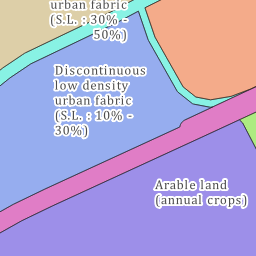 urban fabric
(S.L. : 30% -
50%)
Discontinuous
low density
urban fabric
(S.L. : 10% -
30%)
Arable land
(annual crops)